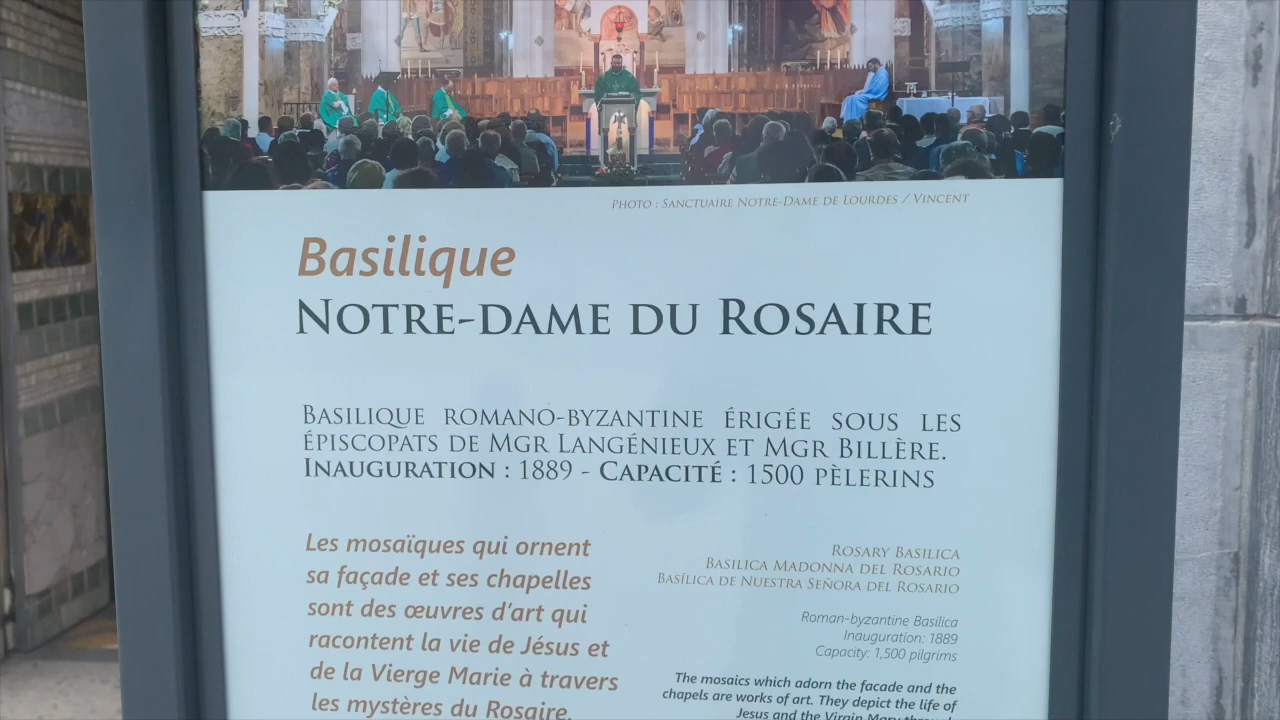 PHOTO : SANCTUAIRE NOTRE-DAME DE LOURDES / VINCENT
Basilique
NOTRE-DAME DU ROSAIRE
BASILIQUE ROMANO-BYZANTINE ÉRIGÉE SOUS LES
ÉPISCOPATS DE MGR LANGÉNIEUX ET MGR BILLÈRE.
INAUGURATION : 1889 - CAPACITÉ : 1500 PÈLERINS
Les mosaïques qui ornent
sa façade et ses chapelles
sont des œuvres d'art qui
racontent la vie de Jésus et
de la Vierge Marie à travers
les mystères du Rosaire.
ROSARY BASILICA
BASILICA MADONNA DEL ROSARIO
BASÍLICA DE NUESTRA SEÑORA DEL ROSARIO
Roman-byzantine Basilica
Inauguration: 1889
Capacity: 1,500 pilgrims
The mosaics which adorn the facade and the
chapels are works of art. They depict the life of
Jesus and the Virgin Mary through